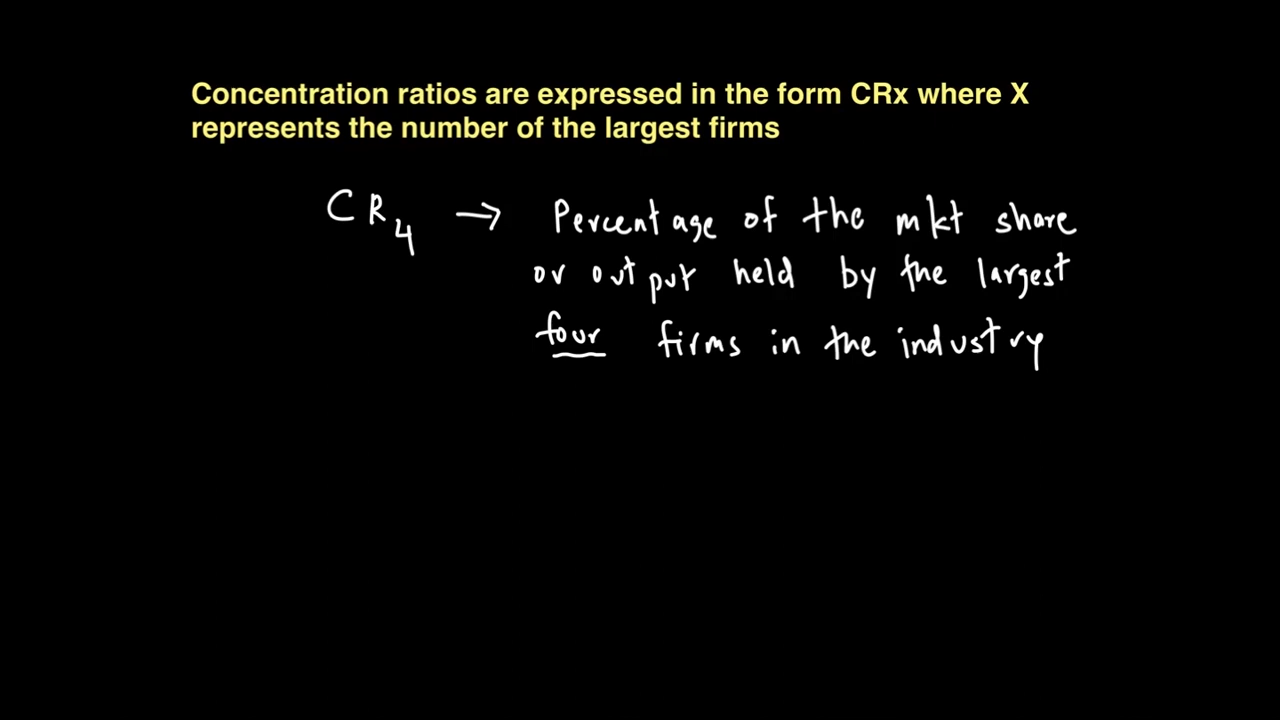 Concentration ratios are expressed in the form CRx where X
represents the number of the largest firms
CR4 → Percentage of the mkt share
or output held by the largest
four firms in the industry